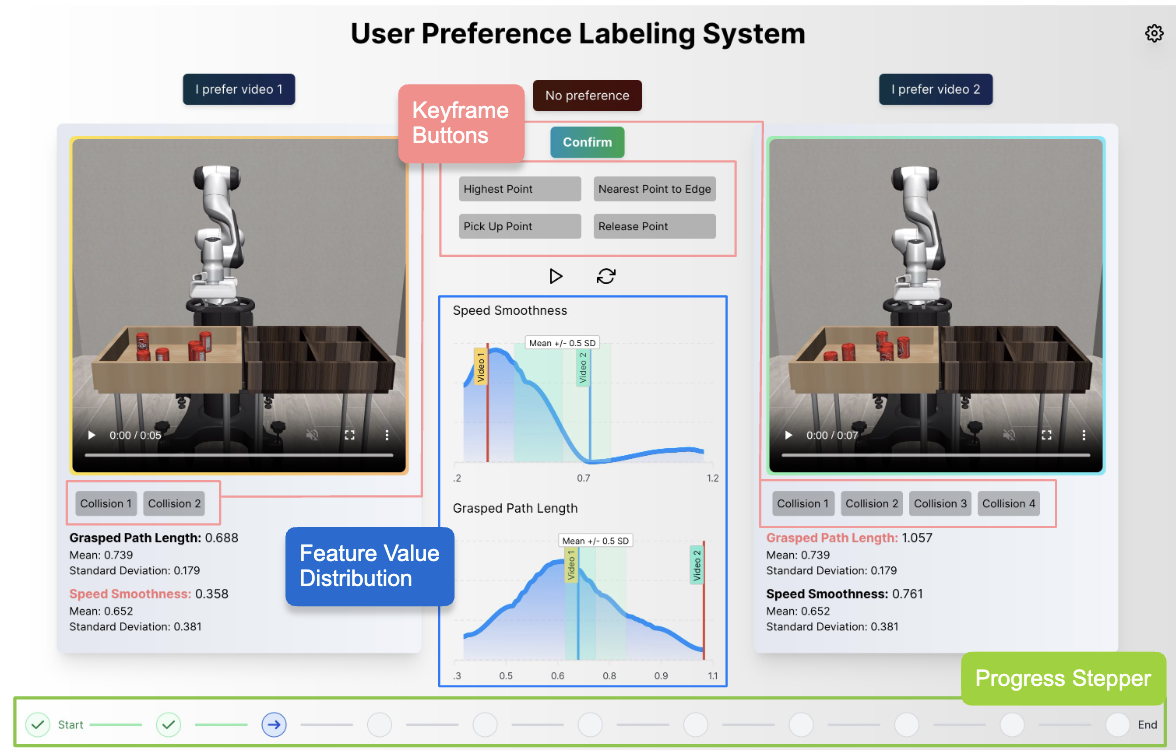 User Preference Labeling System
I prefer video 1
No preference
I prefer video 2
Keyframe
Buttons
Confirm
Highest Point
Nearest Point to Edge
Pick Up Point
Release Point
0:00 / 0:05
0:00 / 0:07
Speed Smoothness
Mean +/- 0.5 SD
Video 1
Video 2
.2
0.7
1.2
Collision 1
Collision 2
Grasped Path Length: 0.688
Mean: 0.739
Standard Deviation: 0.179
Speed Smoothness: 0.358
Mean: 0.652
Standard Deviation: 0.381
Feature Value
Distribution
Grasped Path Length
Mean +/- 0.5 SD
Video 1
Video 2
.3
0.5
0.6
0.8
0.9
1.1
Collision 1
Collision 2
Collision 3
Collision 4
Grasped Path Length: 1.057
Mean: 0.739
Standard Deviation: 0.179
Speed Smoothness: 0.761
Mean: 0.652
Standard Deviation: 0.381
Progress Stepper
Start
End